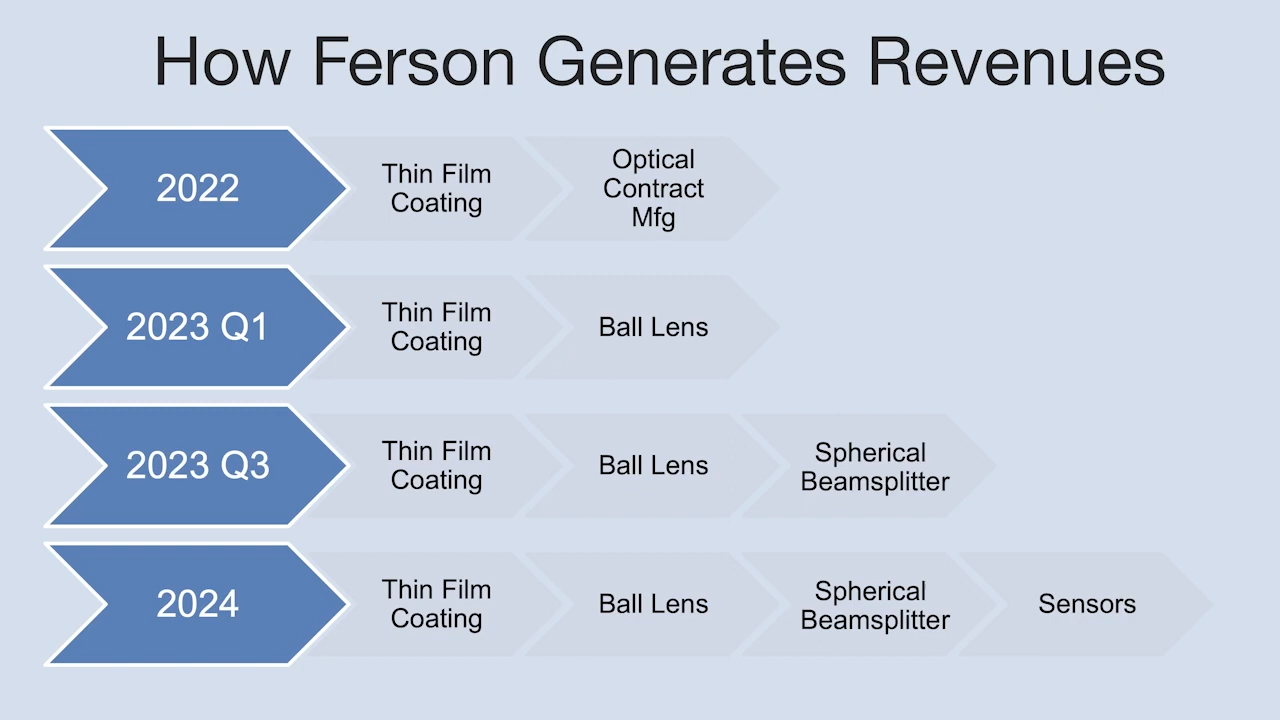 How Ferson Generates Revenues
2022
Thin Film
Coating
Optical
Contract
Mfg
2023 Q1
Thin Film
Coating
Ball Lens
2023 Q3
Thin Film
Coating
Ball Lens
Spherical
Beamsplitter
2024
Thin Film
Coating
Ball Lens
Spherical
Beamsplitter
Sensors